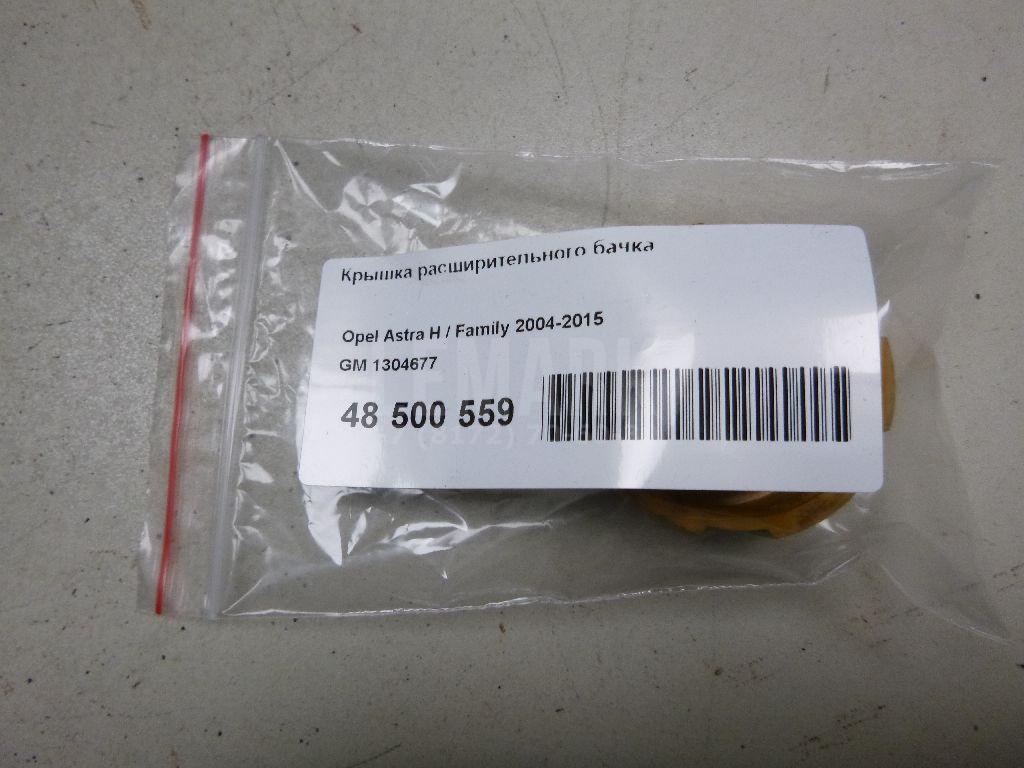 Крышка расширительного бачка
Opel Astra H / Family 2004-2015
GM 1304677
48 500 559